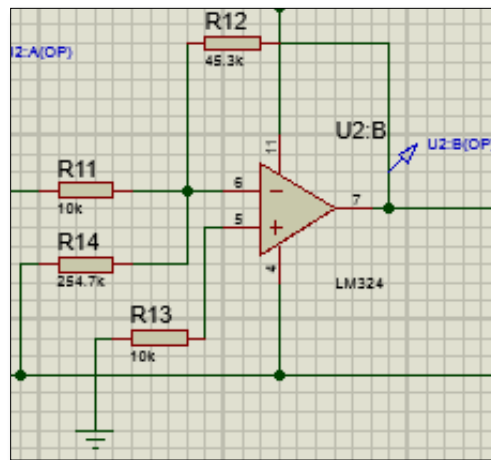 R12
45.3k
U2:A(OP)
U2:B
U2:B(OP
11
R11
10k
6
7
5
R14
254.7k
4
LM324
R13
10k